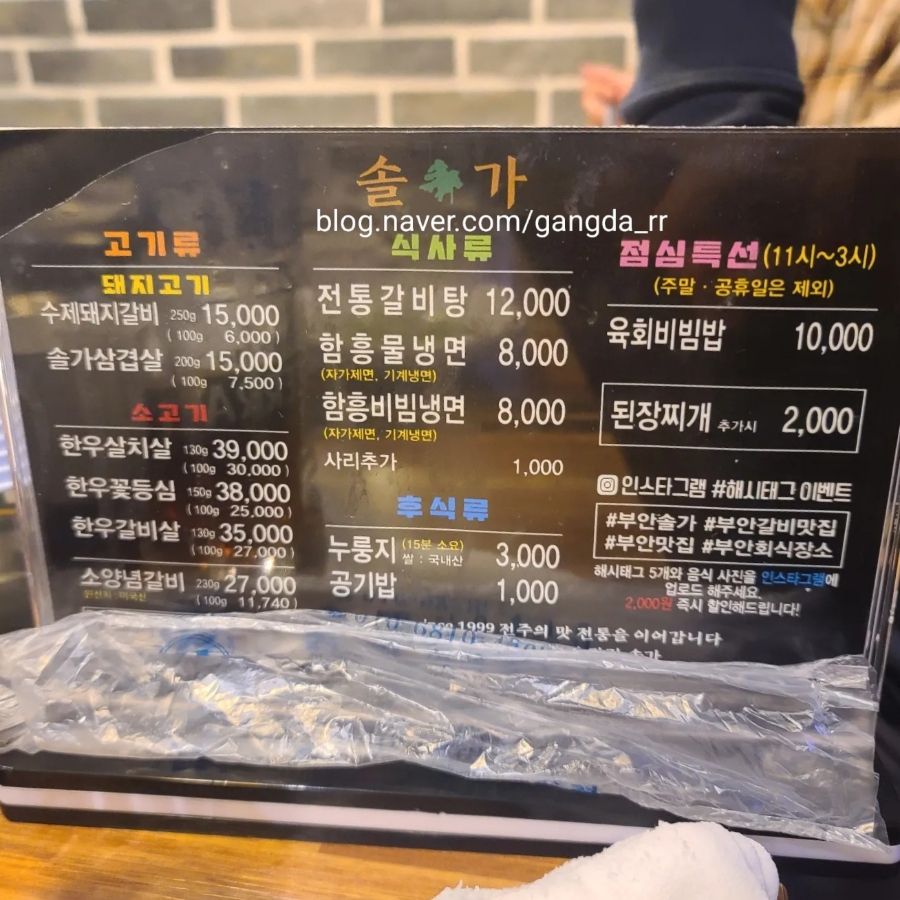 솔가
blog.naver.com/gangda_rr
고기류
돼지고기
수제돼지갈비 250g 15,000
(100g 6,000)
솔가삼겹살 200g 15,000
(100g 7,500)
소고기
한우살치살 130g 39,000
(100g 30,000)
한우꽃등심 150g 38,000
(100g 25,000)
한우갈비살 130g 35,000
(100g 27,000)
소양념갈비 230g 27,000
원산지 : 미국산 (100g 11,740)
식사류
전통갈비탕 12,000
함흥물냉면 8,000
(자가제면, 기계냉면)
함흥비빔냉면 8,000
(자가제면, 기계냉면)
사리추가 1,000
후식류
누룽지 (15분 소요) 쌀 : 국내산 3,000
공기밥 1,000
점심특선 (11시~3시)
(주말 · 공휴일은 제외)
육회비빔밥 10,000
된장찌개 추가시 2,000
인스타그램 #해시태그 이벤트
#부안솔가 #부안갈비맛집
#부안맛집 #부안회식장소
해시태그 5개와 음식 사진을 인스타그램에
업로드 해주세요.
2,000원 즉시 할인해드립니다!
1999 전주의 맛 전통을 이어갑니다
솔가